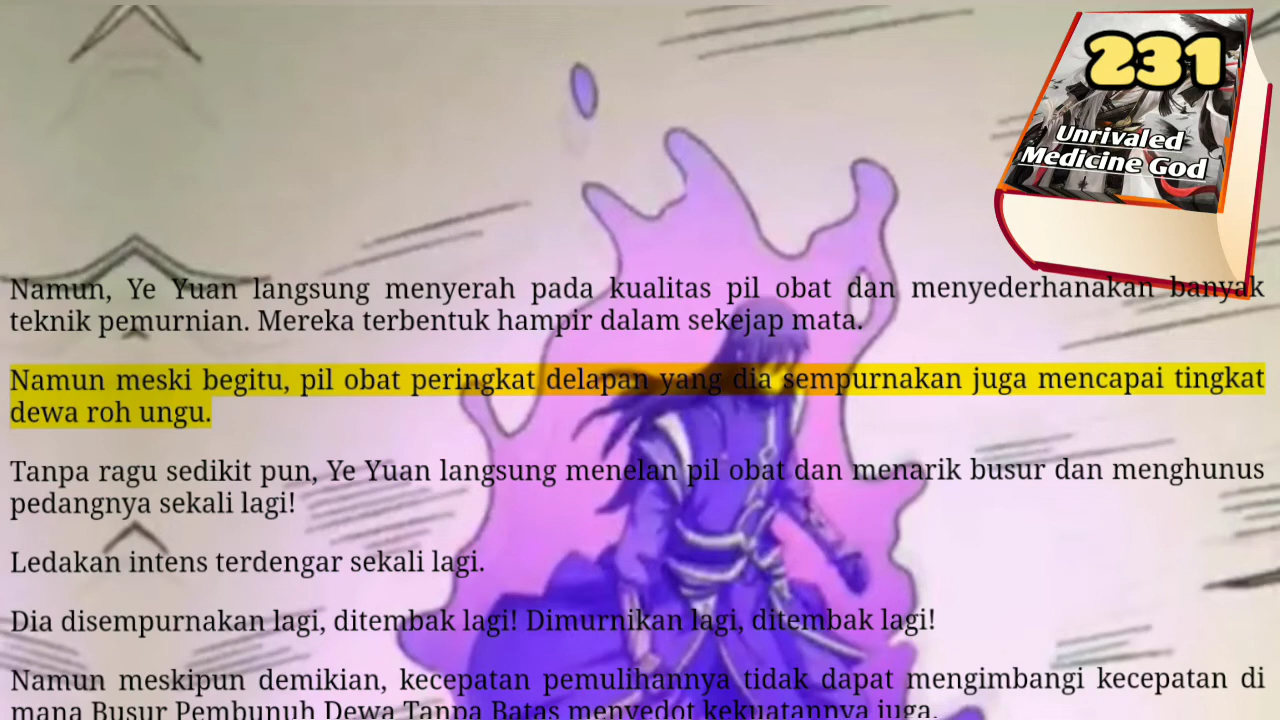 231
Unrivaled
Medicine God
Namun, Ye Yuan langsung menyerah pada kualitas pil obat dan menyederhanakan banyak
teknik pemurnian. Mereka terbentuk hampir dalam sekejap mata.
Namun meski begitu, pil obat peringkat delapan yang dia sempurnakan juga mencapai tingkat
dewa roh ungu.
Tanpa ragu sedikit pun, Ye Yuan langsung menelan pil obat dan menarik busur dan menghunus
pedangnya sekali lagi!
Ledakan intens terdengar sekali lagi.
Dia disempurnakan lagi, ditembak lagi! Dimurnikan lagi, ditembak lagi!
Namun meskipun demikian, kecepatan pemulihannya tidak dapat mengimbangi kecepatan di
mana Busur Pembunuh Dewa Tanpa Batas menyedot kekuatannya juga.